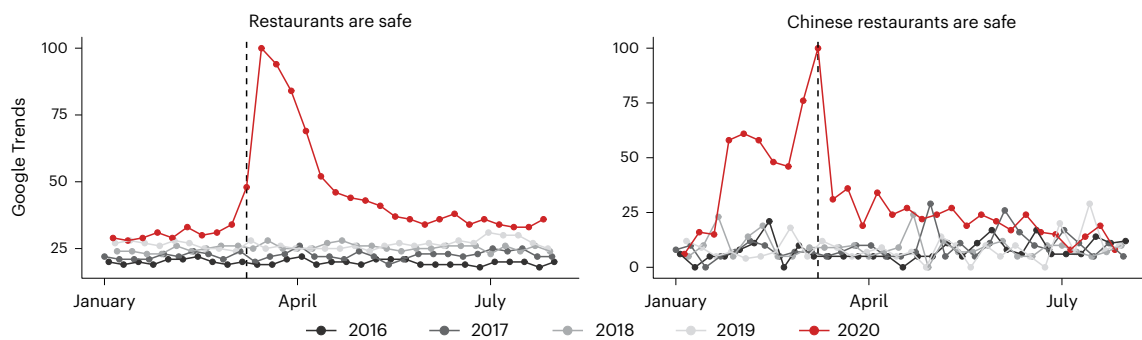 Restaurants are safe
Chinese restaurants are safe
Google Trends
100
75
50
25
January
April
July
100
75
50
25
0
January
April
July
2016
2017
2018
2019
2020